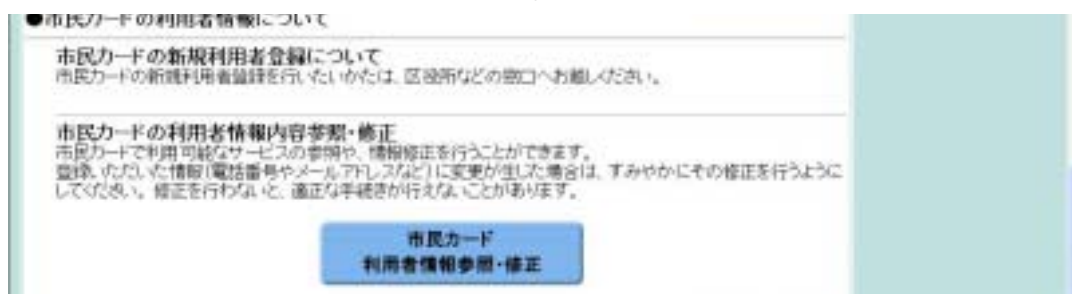 ●市民カードの利用者情報について
市民カードの新規利用者登録について
市民カードの新規利用者登録を行いたいかたは、区役所などの窓口へお越しください。
市民カードの利用者情報内容参照・修正
市民カードで利用可能なサービスの参照や、情報修正を行うことができます。
登録いただいた情報(電話番号やメールアドレスなど)に変更が生じた場合は、すみやかにその修正を行うように
してください。修正を行わないと、適正な手続きが行えないことがあります。
市民カード
利用者情報参照・修正